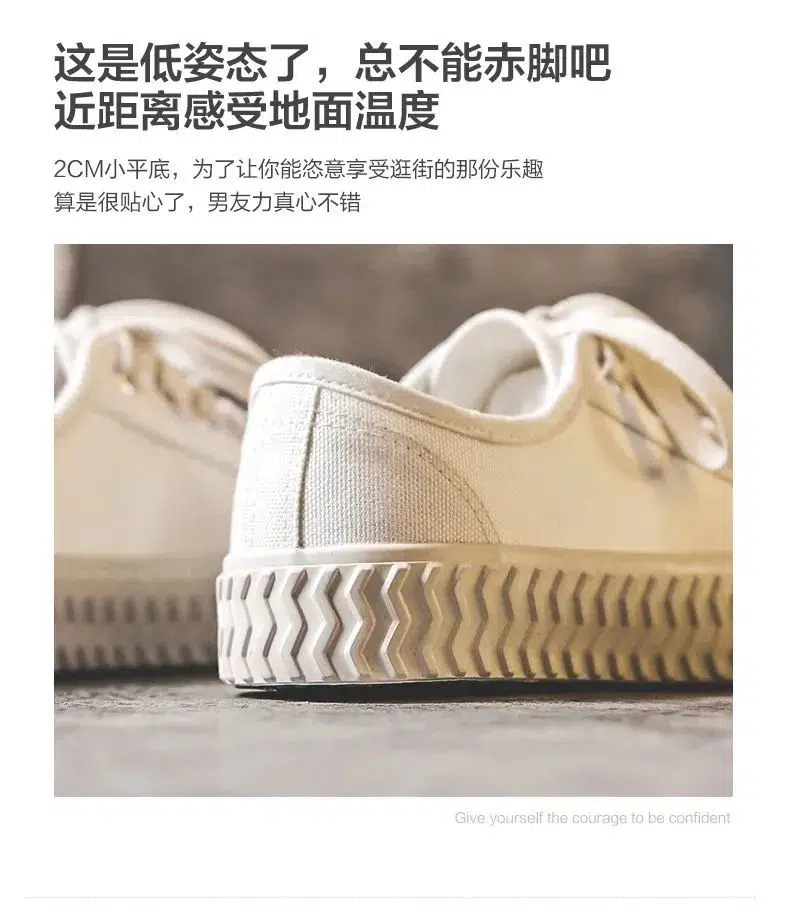 这是低姿态了，总不能赤脚吧
近距离感受地面温度
2CM小平底，为了让你能恣意享受逛街的那份乐趣
算是很贴心了，男友力真心不错
Give yourself the courage to be confident